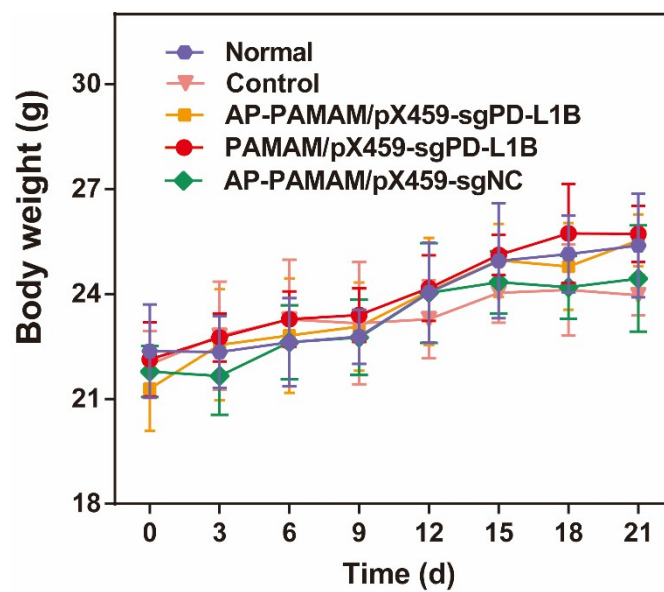 Normal
Control
AP-PAMAM/pX459-sgPD-L1B
PAMAM/pX459-sgPD-L1B
AP-PAMAM/pX459-sgNC
Body weight (g)
30
27
24
21
18
0 3 6 9 12 15 18 21
Time (d)